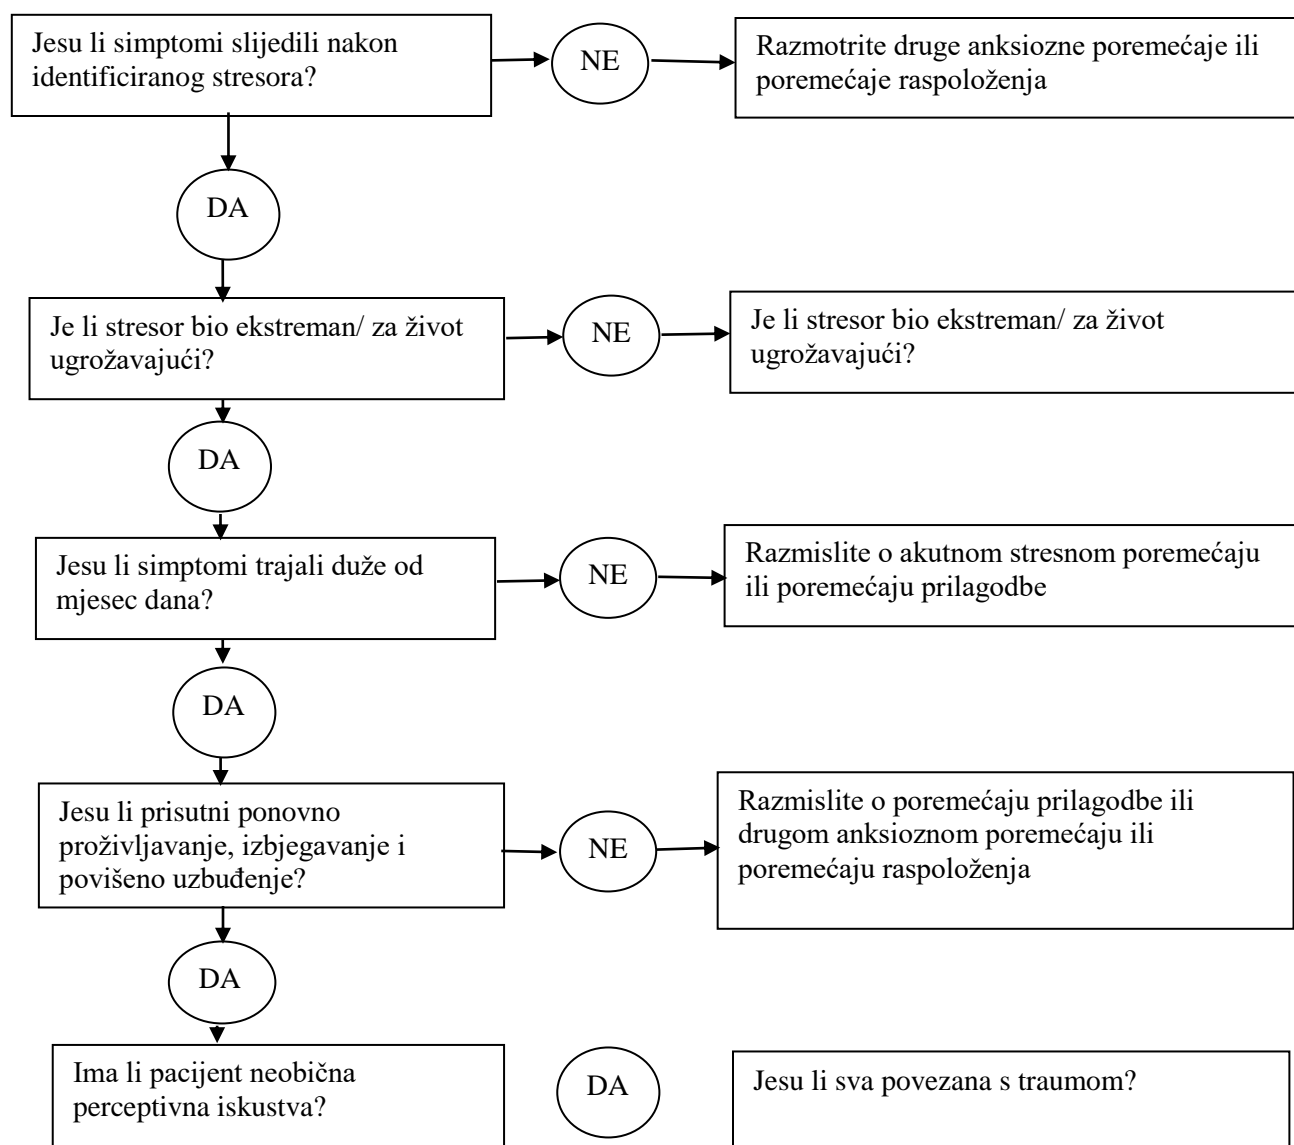 Jesu li simptomi slijedili nakon
identificiranog stresora?
NE
Razmotrite druge anksiozne poremećaje ili
poremećaje raspoloženja
DA
Je li stresor bio ekstreman/ za život
ugrožavajući?
NE
Je li stresor bio ekstreman/ za život
ugrožavajući?
DA
Jesu li simptomi trajali duže od
mjesec dana?
NE
Razmislite o akutnom stresnom poremećaju
ili poremećaju prilagodbe
DA
Jesu li prisutni ponovno
proživljavanje, izbjegavanje i
povišeno uzbuđenje?
NE
Razmislite o poremećaju prilagodbe ili
drugom anksioznom poremećaju ili
poremećaju raspoloženja
DA
Ima li pacijent neobična
perceptivna iskustva?
DA
Jesu li sva povezana s traumom?